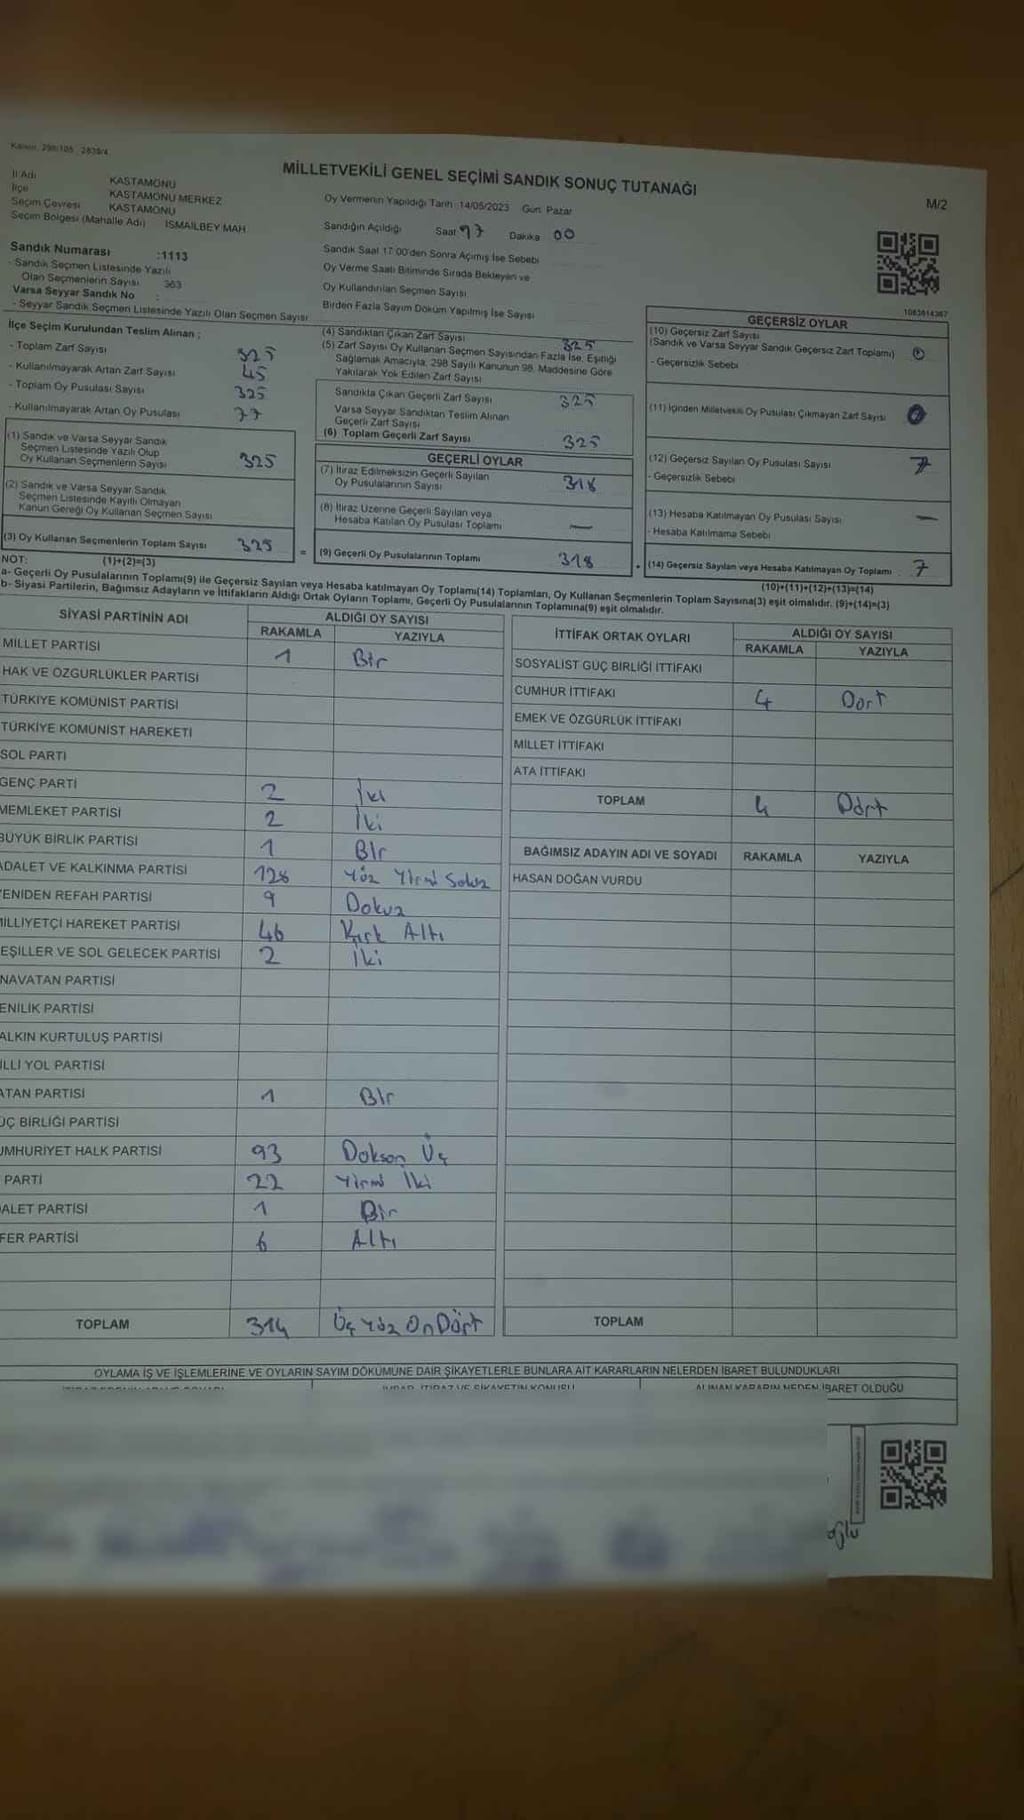 Kanun: 298/105, 2839/4
MİLLETVEKİLİ GENEL SEÇİMİ SANDIK SONUÇ TUTANAĞI
M/2
İl Adı KASTAMONU
İlçe KASTAMONU MERKEZ
Seçim Çevresi KASTAMONU
Seçim Bölgesi (Mahalle Adı) İSMAİLBEY MAH.
Oy Vermenin Yapıldığı Tarih :14/05/2023 Gün: Pazar
Sandığın Açıldığı Saat 17 Dakika 00
Sandık Saat 17:00'den Sonra Açımış İse Sebebi
Oy Verme Saati Bitiminde Sırada Bekleyen ve
Oy Kullandırılan Seçmen Sayısı
Birden Fazla Sayım Döküm Yapılmış İse Sayısı
Sandık Numarası :1113
- Sandık Seçmen Listesinde Yazılı
Olan Seçmenlerin Sayısı 363
Varsa Seyyar Sandık No :
- Seyyar Sandık Seçmen Listesinde Yazılı Olan Seçmen Sayısı
İlçe Seçim Kurulundan Teslim Alınan ;
- Toplam Zarf Sayısı 325
- Kullanılmayarak Artan Zarf Sayısı 45
- Toplam Oy Pusulası Sayısı 325
- Kullanılmayarak Artan Oy Pusulası 77
(1) Sandık ve Varsa Seyyar Sandık
Seçmen Listesinde Yazılı Olup
Oy Kullanan Seçmenlerin Sayısı 325
(2) Sandık ve Varsa Seyyar Sandık
Seçmen Listesinde Kayıtlı Olmayan
Kanun Gereği Oy Kullanan Seçmen Sayısı
(3) Oy Kullanan Seçmenlerin Toplam Sayısı 325
(1)+(2)=(3)
(4) Sandıktan Çıkan Zarf Sayısı 325
(5) Zarf Sayısı Oy Kullanan Seçmen Sayısından Fazla İse, Eşitliği
Sağlamak Amacıyla, 298 Sayılı Kanunun 98. Maddesine Göre
Yakılarak Yok Edilen Zarf Sayısı
Sandıkta Çıkan Geçerli Zarf Sayısı 325
Varsa Seyyar Sandıktan Teslim Alınan
Geçerli Zarf Sayısı
(6) Toplam Geçerli Zarf Sayısı 325
GEÇERLİ OYLAR
(7) İtiraz Edilmeksizin Geçerli Sayılan
Oy Pusulalarının Sayısı 318
(8) İtiraz Üzerine Geçerli Sayılan veya
Hesaba Katılan Oy Pusulası Toplamı —
= (9) Geçerli Oy Pusulalarının Toplamı 318
1083614367
GEÇERSİZ OYLAR
(10) Geçersiz Zarf Sayısı
(Sandık ve Varsa Seyyar Sandık Geçersiz Zarf Toplamı)
- Geçersizlik Sebebi
(11) İçinden Milletvekili Oy Pusulası Çıkmayan Zarf Sayısı
(12) Geçersiz Sayılan Oy Pusulası Sayısı 7
- Geçersizlik Sebebi
(13) Hesaba Katılmayan Oy Pusulası Sayısı —
- Hesaba Katılmama Sebebi
(14) Geçersiz Sayılan veya Hesaba Katılmayan Oy Toplamı 7
(10)+(11)+(12)+(13)=(14)
NOT:
a- Geçerli Oy Pusulalarının Toplamı(9) ile Geçersiz Sayılan veya Hesaba katılmayan Oy Toplamı(14) Toplamları, Oy Kullanan Seçmenlerin Toplam Sayısına(3) eşit olmalıdır. (9)+(14)=(3)
b- Siyasi Partilerin, Bağımsız Adayların ve İttifakların Aldığı Ortak Oyların Toplamı, Geçerli Oy Pusulalarının Toplamına(9) eşit olmalıdır.
SİYASİ PARTİNİN ADI ALDIĞI OY SAYISI
RAKAMLA YAZIYLA
MİLLET PARTİSİ 1 Bir
HAK VE ÖZGÜRLÜKLER PARTİSİ
TÜRKİYE KOMÜNİST PARTİSİ
TÜRKİYE KOMÜNİST HAREKETİ
SOL PARTİ
GENÇ PARTİ 2 İki
MEMLEKET PARTİSİ 2 İki
BÜYÜK BİRLİK PARTİSİ 1 Bir
ADALET VE KALKINMA PARTİSİ 128 Yüz Yirmi Sekiz
YENİDEN REFAH PARTİSİ 9 Dokuz
MİLLİYETÇİ HAREKET PARTİSİ 46 Kırk Altı
EŞİLLER VE SOL GELECEK PARTİSİ 2 İki
NAVATAN PARTİSİ
ENİLİK PARTİSİ
ALKIN KURTULUŞ PARTİSİ
İLLİ YOL PARTİSİ
ATAN PARTİSİ 1 Bir
ÜÇ BİRLİĞİ PARTİSİ
UMHURİYET HALK PARTİSİ 93 Doksan Üç
PARTİ 22 Yirmi İki
ALET PARTİSİ 1 Bir
FER PARTİSİ 6 Altı
TOPLAM 314 Üç Yüz On Dört
İTTİFAK ORTAK OYLARI ALDIĞI OY SAYISI
RAKAMLA YAZIYLA
SOSYALİST GÜÇ BİRLİĞİ İTTİFAKI
CUMHUR İTTİFAKI 4 Dört
EMEK VE ÖZGÜRLÜK İTTİFAKI
MİLLET İTTİFAKI
ATA İTTİFAKI
TOPLAM 4 Dört
BAĞIMSIZ ADAYIN ADI VE SOYADI RAKAMLA YAZIYLA
HASAN DOĞAN VURDU
TOPLAM
OYLAMA İŞ VE İŞLEMLERİNE VE OYLARIN SAYIM DÖKÜMÜNE DAİR ŞİKAYETLERLE BUNLARA AİT KARARLARIN NELERDEN İBARET BULUNDUKLARI
ALINAN KARARIN NEDEN İBARET OLDUĞU
oğlu